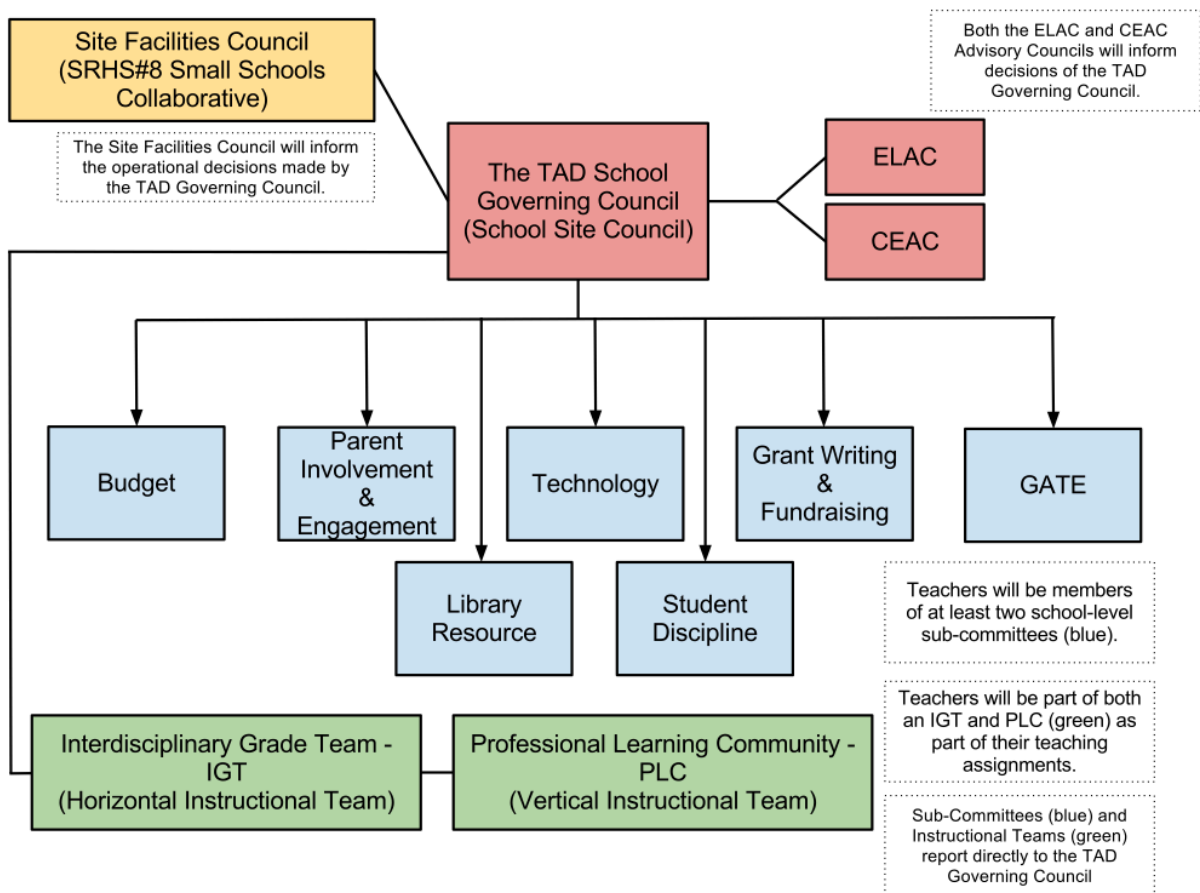 Site Facilities Council
(SRHS#8 Small Schools
Collaborative)
Both the ELAC and CEAC
Advisory Councils will inform
decisions of the TAD
Governing Council.
The Site Facilities Council will inform
the operational decisions made by
the TAD Governing Council.
The TAD School
Governing Council
(School Site Council)
ELAC
CEAC
Budget
Parent
Involvement
&
Engagement
Technology
Grant Writing
&
Fundraising
GATE
Library
Resource
Student
Discipline
Teachers will be members
of at least two school-level
sub-committees (blue).
Teachers will be part of both
an IGT and PLC (green) as
part of their teaching
assignments.
Interdisciplinary Grade Team -
IGT
(Horizontal Instructional Team)
Professional Learning Community -
PLC
(Vertical Instructional Team)
Sub-Committees (blue) and
Instructional Teams (green)
report directly to the TAD
Governing Council